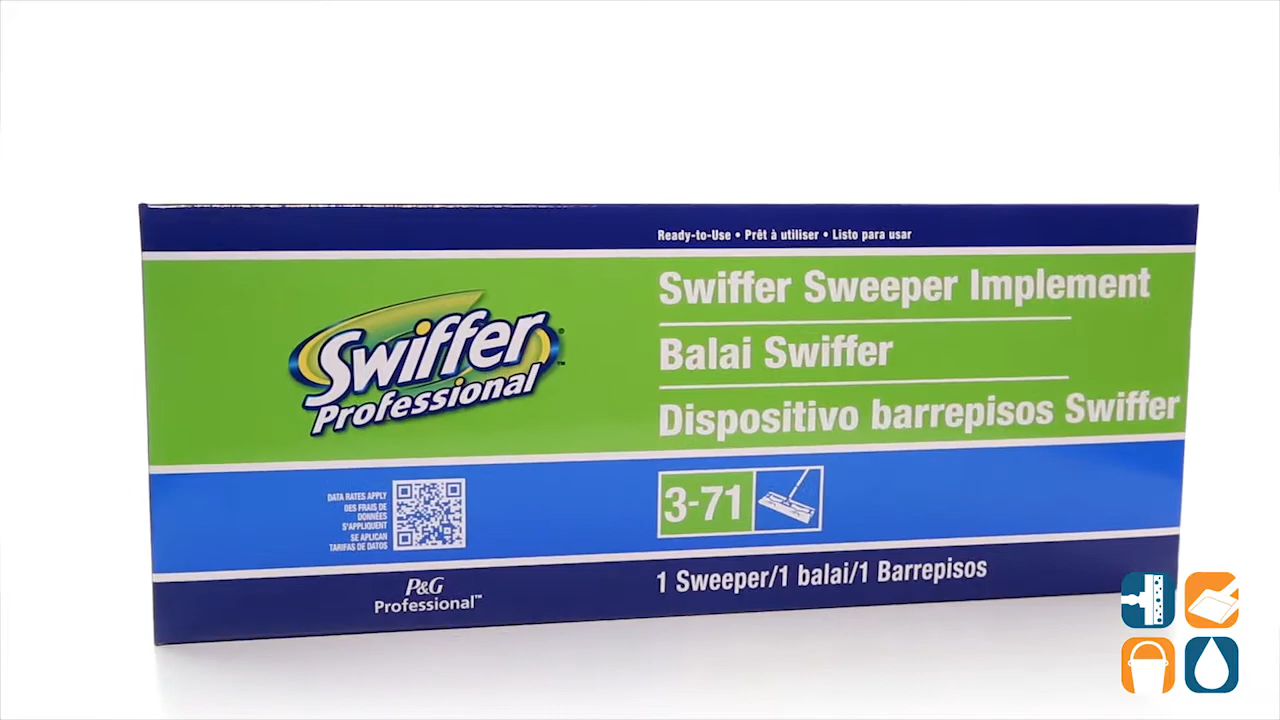 Ready-to-Use • Prêt à utiliser • Listo para usar
Swiffer Sweeper Implement
Balai Swiffer
Dispositivo barrepisos Swiffer
Swiffer®
Professional™
DATA RATES APPLY
DES FRAIS DE
DONNÉES
S'APPLIQUENT
SE APLICAN
TARIFAS DE DATOS
3-71
P&G
Professional™
1 Sweeper/1 balai/1 Barrepisos